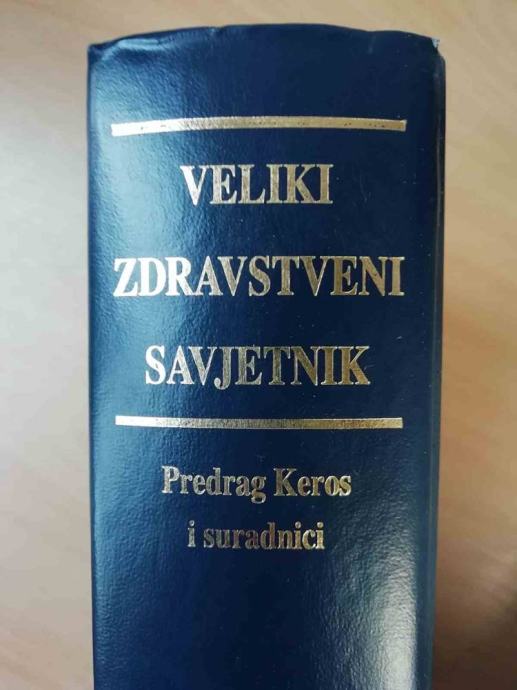 VELIKI
ZDRAVSTVENI
SAVJETNIK
Predrag Keros
i suradnici